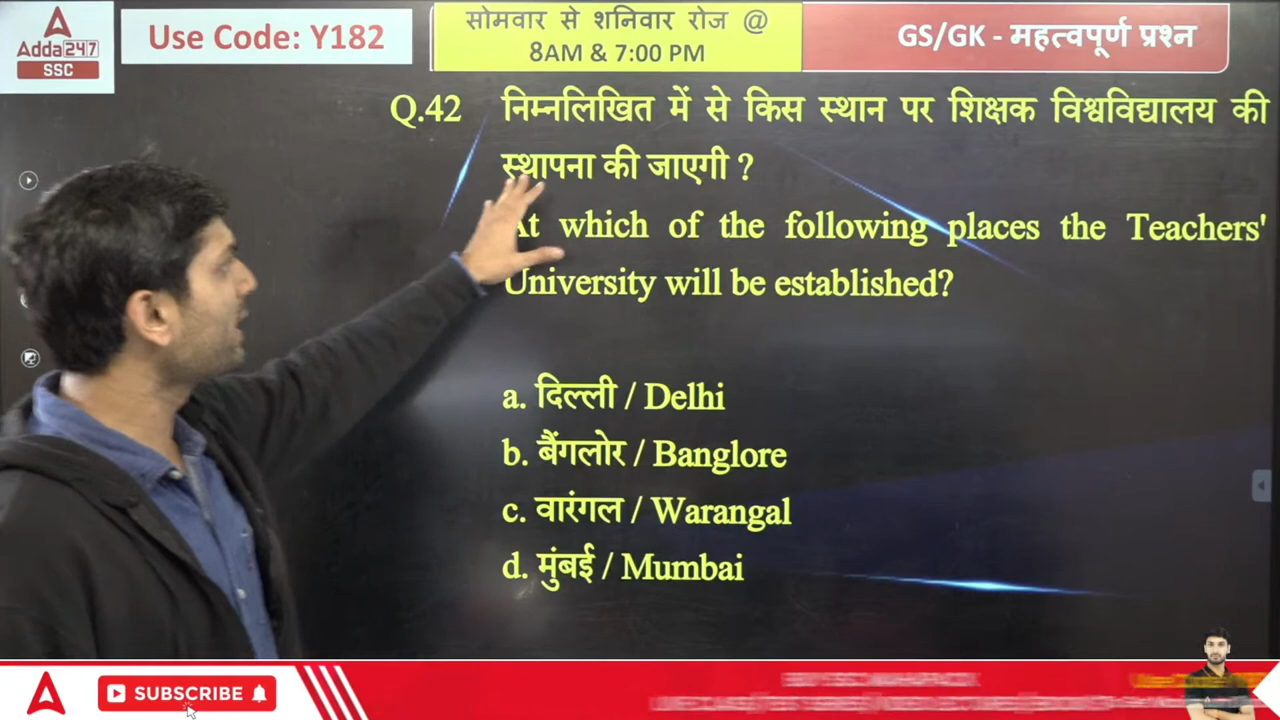 Adda247
SSC
Use Code: Y182
सोमवार से शनिवार रोज @
8AM & 7:00 PM
GS/GK - महत्वपूर्ण प्रश्न
Q.42 निम्नलिखित में से किस स्थान पर शिक्षक विश्वविद्यालय की
स्थापना की जाएगी ?
At which of the following places the Teachers'
University will be established?
a. दिल्ली / Delhi
b. बैंगलोर / Banglore
c. वारंगल / Warangal
d. मुंबई / Mumbai
SUBSCRIBE